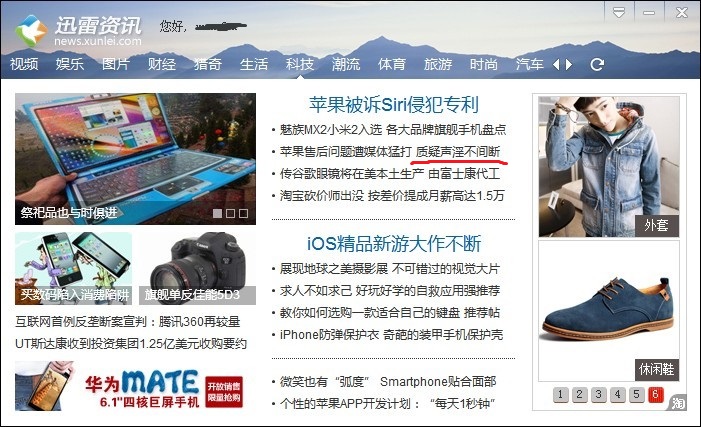 迅雷资讯
news.xunlei.com
您好,
视频 娱乐 图片 财经 猎奇 生活 科技 潮流 体育 旅游 时尚 汽车
祭祀品也与时俱进
买数码陷入消费陷阱
旗舰单反佳能5D3
互联网首例反垄断案宣判：腾讯360再较量
UT斯达康收到投资集团1.25亿美元收购要约
华为MATE
6.1"四核巨屏手机
开放销售
限量抢购
苹果被诉Siri侵犯专利
魅族MX2小米2入选 各大品牌旗舰手机盘点
苹果售后问题遭媒体猛打 质疑声淫不间断
传谷歌眼镜将在美本土生产 由富士康代工
淘宝砍价师出没 按差价提成月薪高达1.5万
iOS精品新游大作不断
展现地球之美摄影展 不可错过的视觉大片
求人不如求己 好玩好学的自救应用强推荐
教你如何选购一款适合自己的键盘 推荐帖
iPhone防弹保护衣 奇葩的装甲手机保护壳
微笑也有“弧度” Smartphone贴合面部
个性的苹果APP开发计划：“每天1秒钟”
外套
休闲鞋
1 2 3 4 5 6
淘